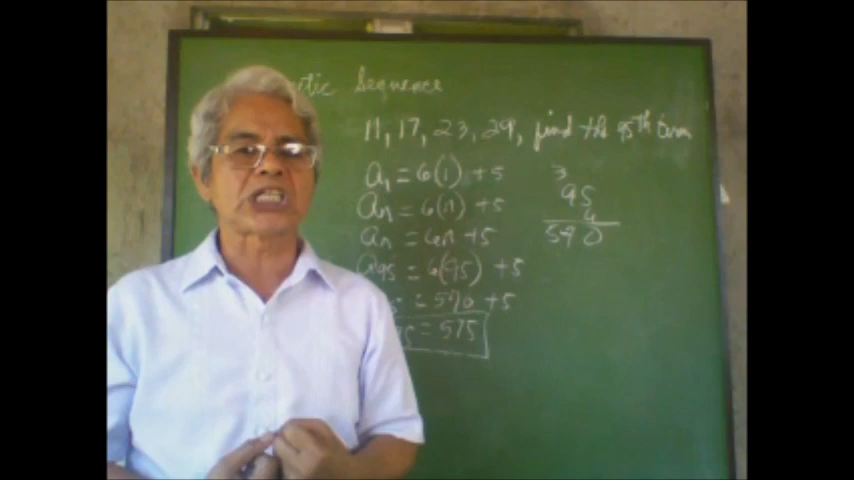 Sequence
11, 17, 23, 29, find the 95th term
a1 = 6(1) + 5
an = 6(n) + 5
an = 6n + 5
a95 = 6(95) + 5
= 570 + 5
= 575
3
95
6
570